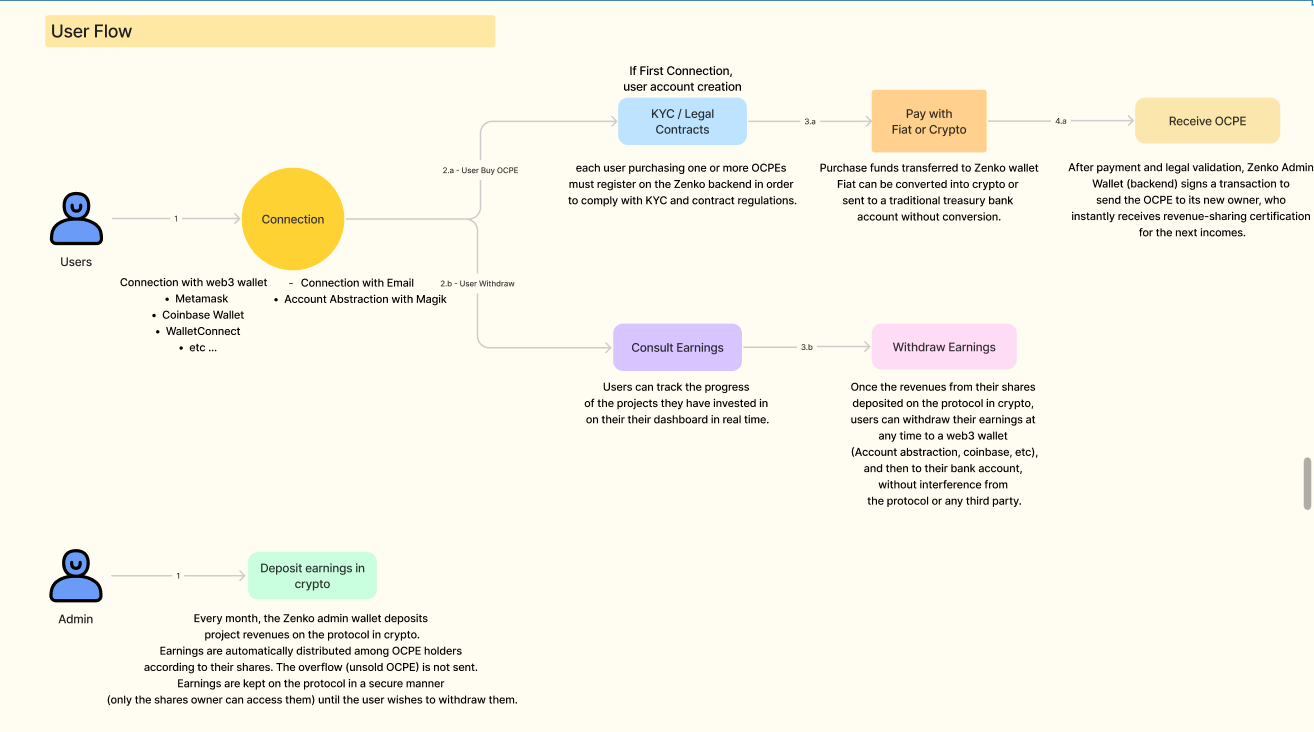 User Flow
If First Connection,
user account creation
KYC / Legal
Contracts
3.a
Pay with
Fiat or Crypto
4.a
Receive OCPE
2.a - User Buy OCPE
each user purchasing one or more OCPEs
must register on the Zenko backend in order
to comply with KYC and contract regulations.
Purchase funds transferred to Zenko wallet
Fiat can be converted into crypto or
sent to a traditional treasury bank
account without conversion.
After payment and legal validation, Zenko Admin
Wallet (backend) signs a transaction to
send the OCPE to its new owner, who
instantly receives revenue-sharing certification
for the next incomes.
1
Connection
Users
Connection with web3 wallet
• Metamask
• Coinbase Wallet
• WalletConnect
• etc ...
- Connection with Email
• Account Abstraction with Magik
2.b - User Withdraw
Consult Earnings
3.b
Withdraw Earnings
Users can track the progress
of the projects they have invested in
on their their dashboard in real time.
Once the revenues from their shares
deposited on the protocol in crypto,
users can withdraw their earnings at
any time to a web3 wallet
(Account abstraction, coinbase, etc),
and then to their bank account,
without interference from
the protocol or any third party.
1
Deposit earnings in
crypto
Admin
Every month, the Zenko admin wallet deposits
project revenues on the protocol in crypto.
Earnings are automatically distributed among OCPE holders
according to their shares. The overflow (unsold OCPE) is not sent.
Earnings are kept on the protocol in a secure manner
(only the shares owner can access them) until the user wishes to withdraw them.